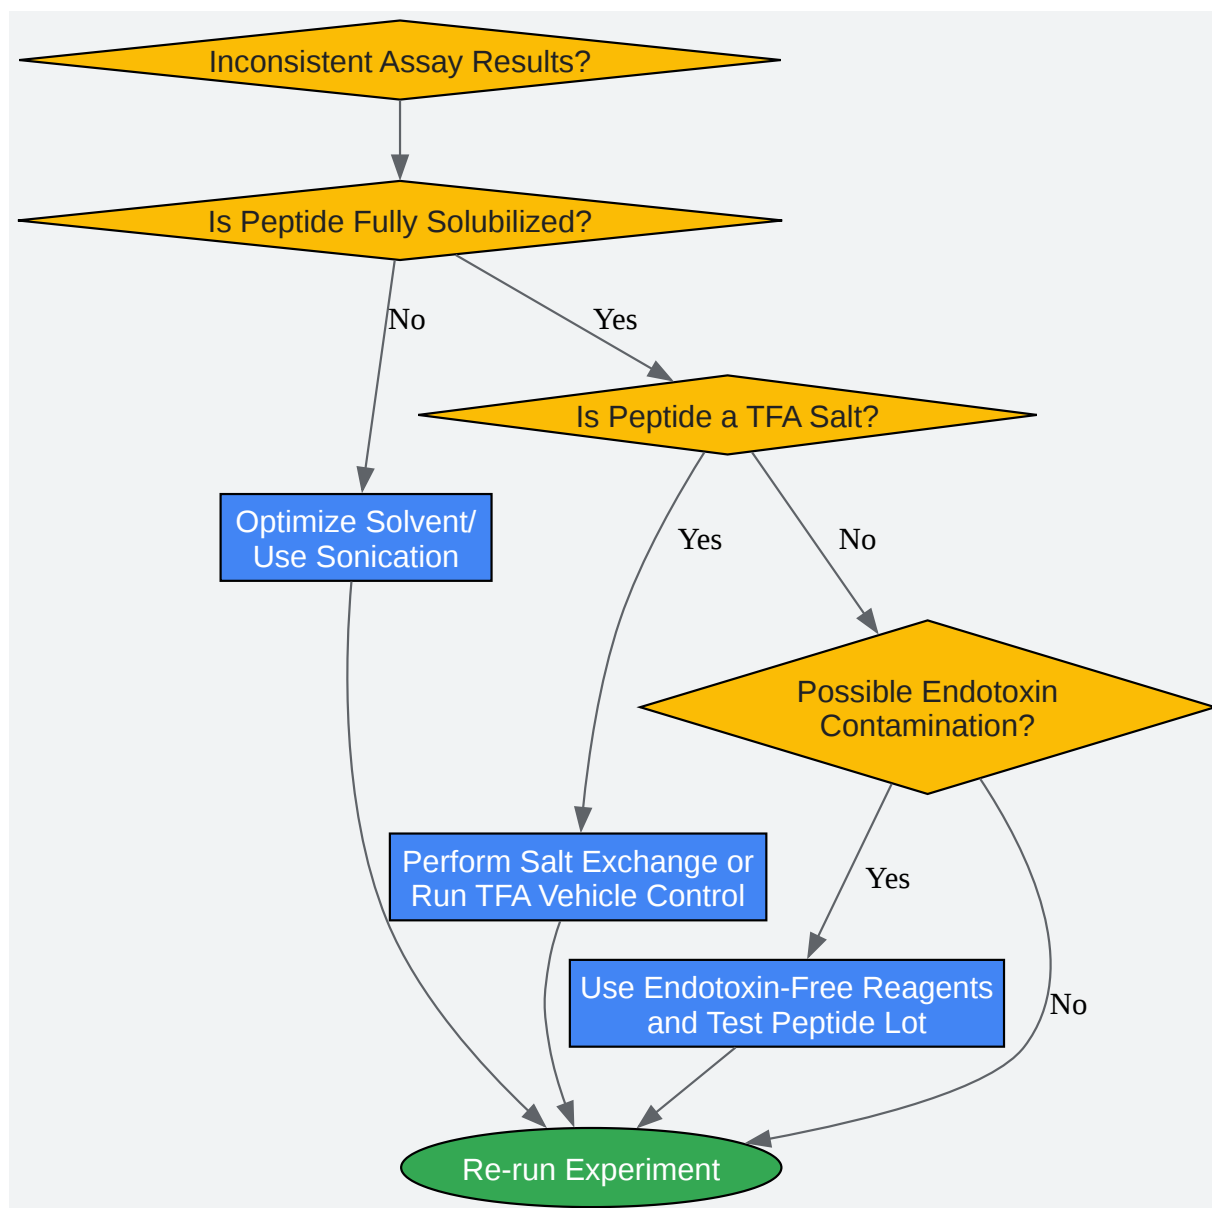 Inconsistent Assay Results?
Is Peptide Fully Solubilized?
No
Yes
Is Peptide a TFA Salt?
Optimize Solvent/
Use Sonication
Yes
No
Possible Endotoxin
Contamination?
Perform Salt Exchange or
Run TFA Vehicle Control
Yes
Use Endotoxin-Free Reagents
and Test Peptide Lot
No
Re-run Experiment